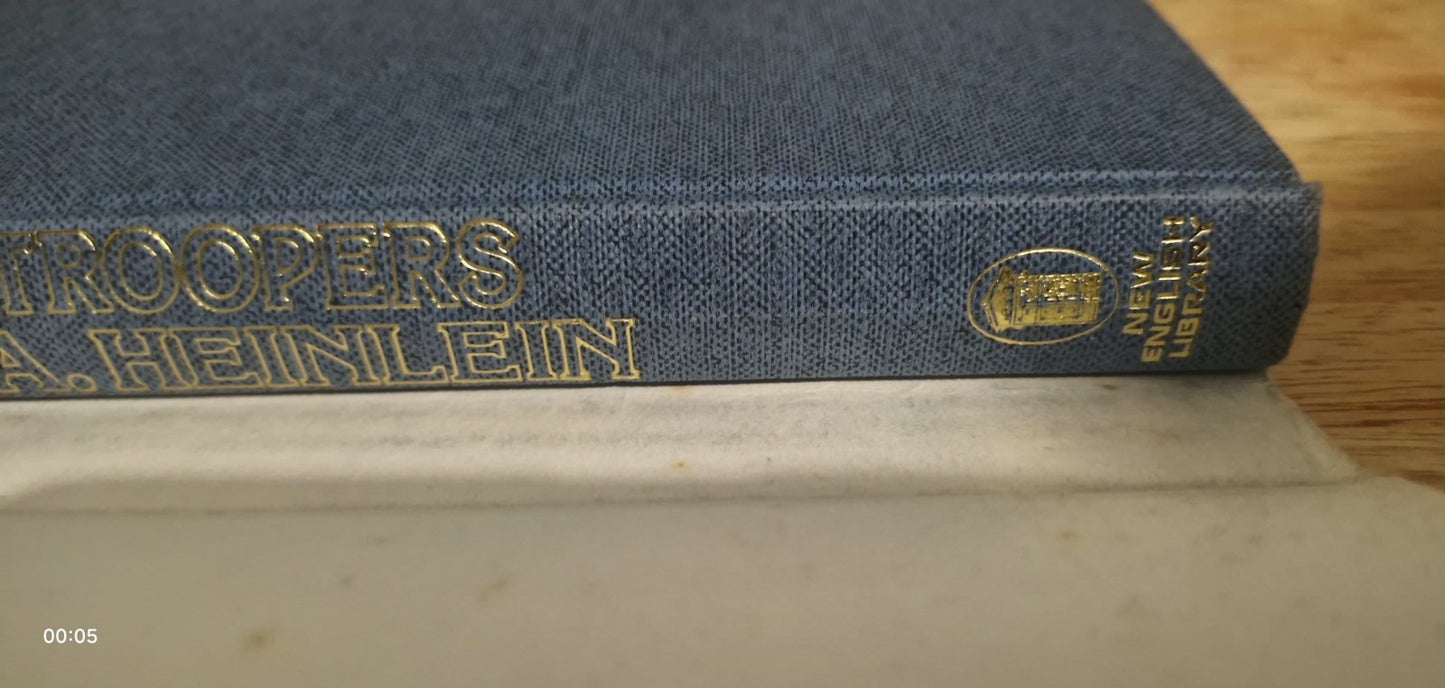 TROOPERS
A. HEINLEIN
NEW
ENGLISH
LIBRARY
00:05